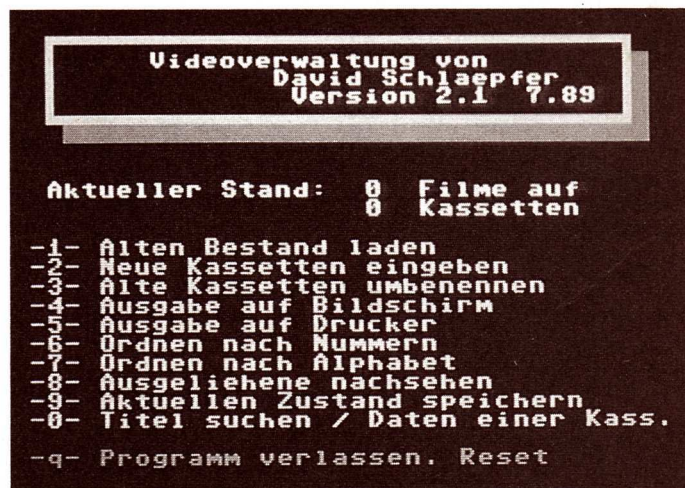 Videoverwaltung von
David Schlaepfer
Version 2.1 7.89
Aktueller Stand: 0 Filme auf
0 Kassetten
-1- Alten Bestand laden
-2- Neue Kassetten eingeben
-3- Alte Kassetten umbenennen
-4- Ausgabe auf Bildschirm
-5- Ausgabe auf Drucker
-6- Ordnen nach Nummern
-7- Ordnen nach Alphabet
-8- Ausgeliehene nachsehen
-9- Aktuellen Zustand speichern
-0- Titel suchen / Daten einer Kass.
-q- Programm verlassen. Reset